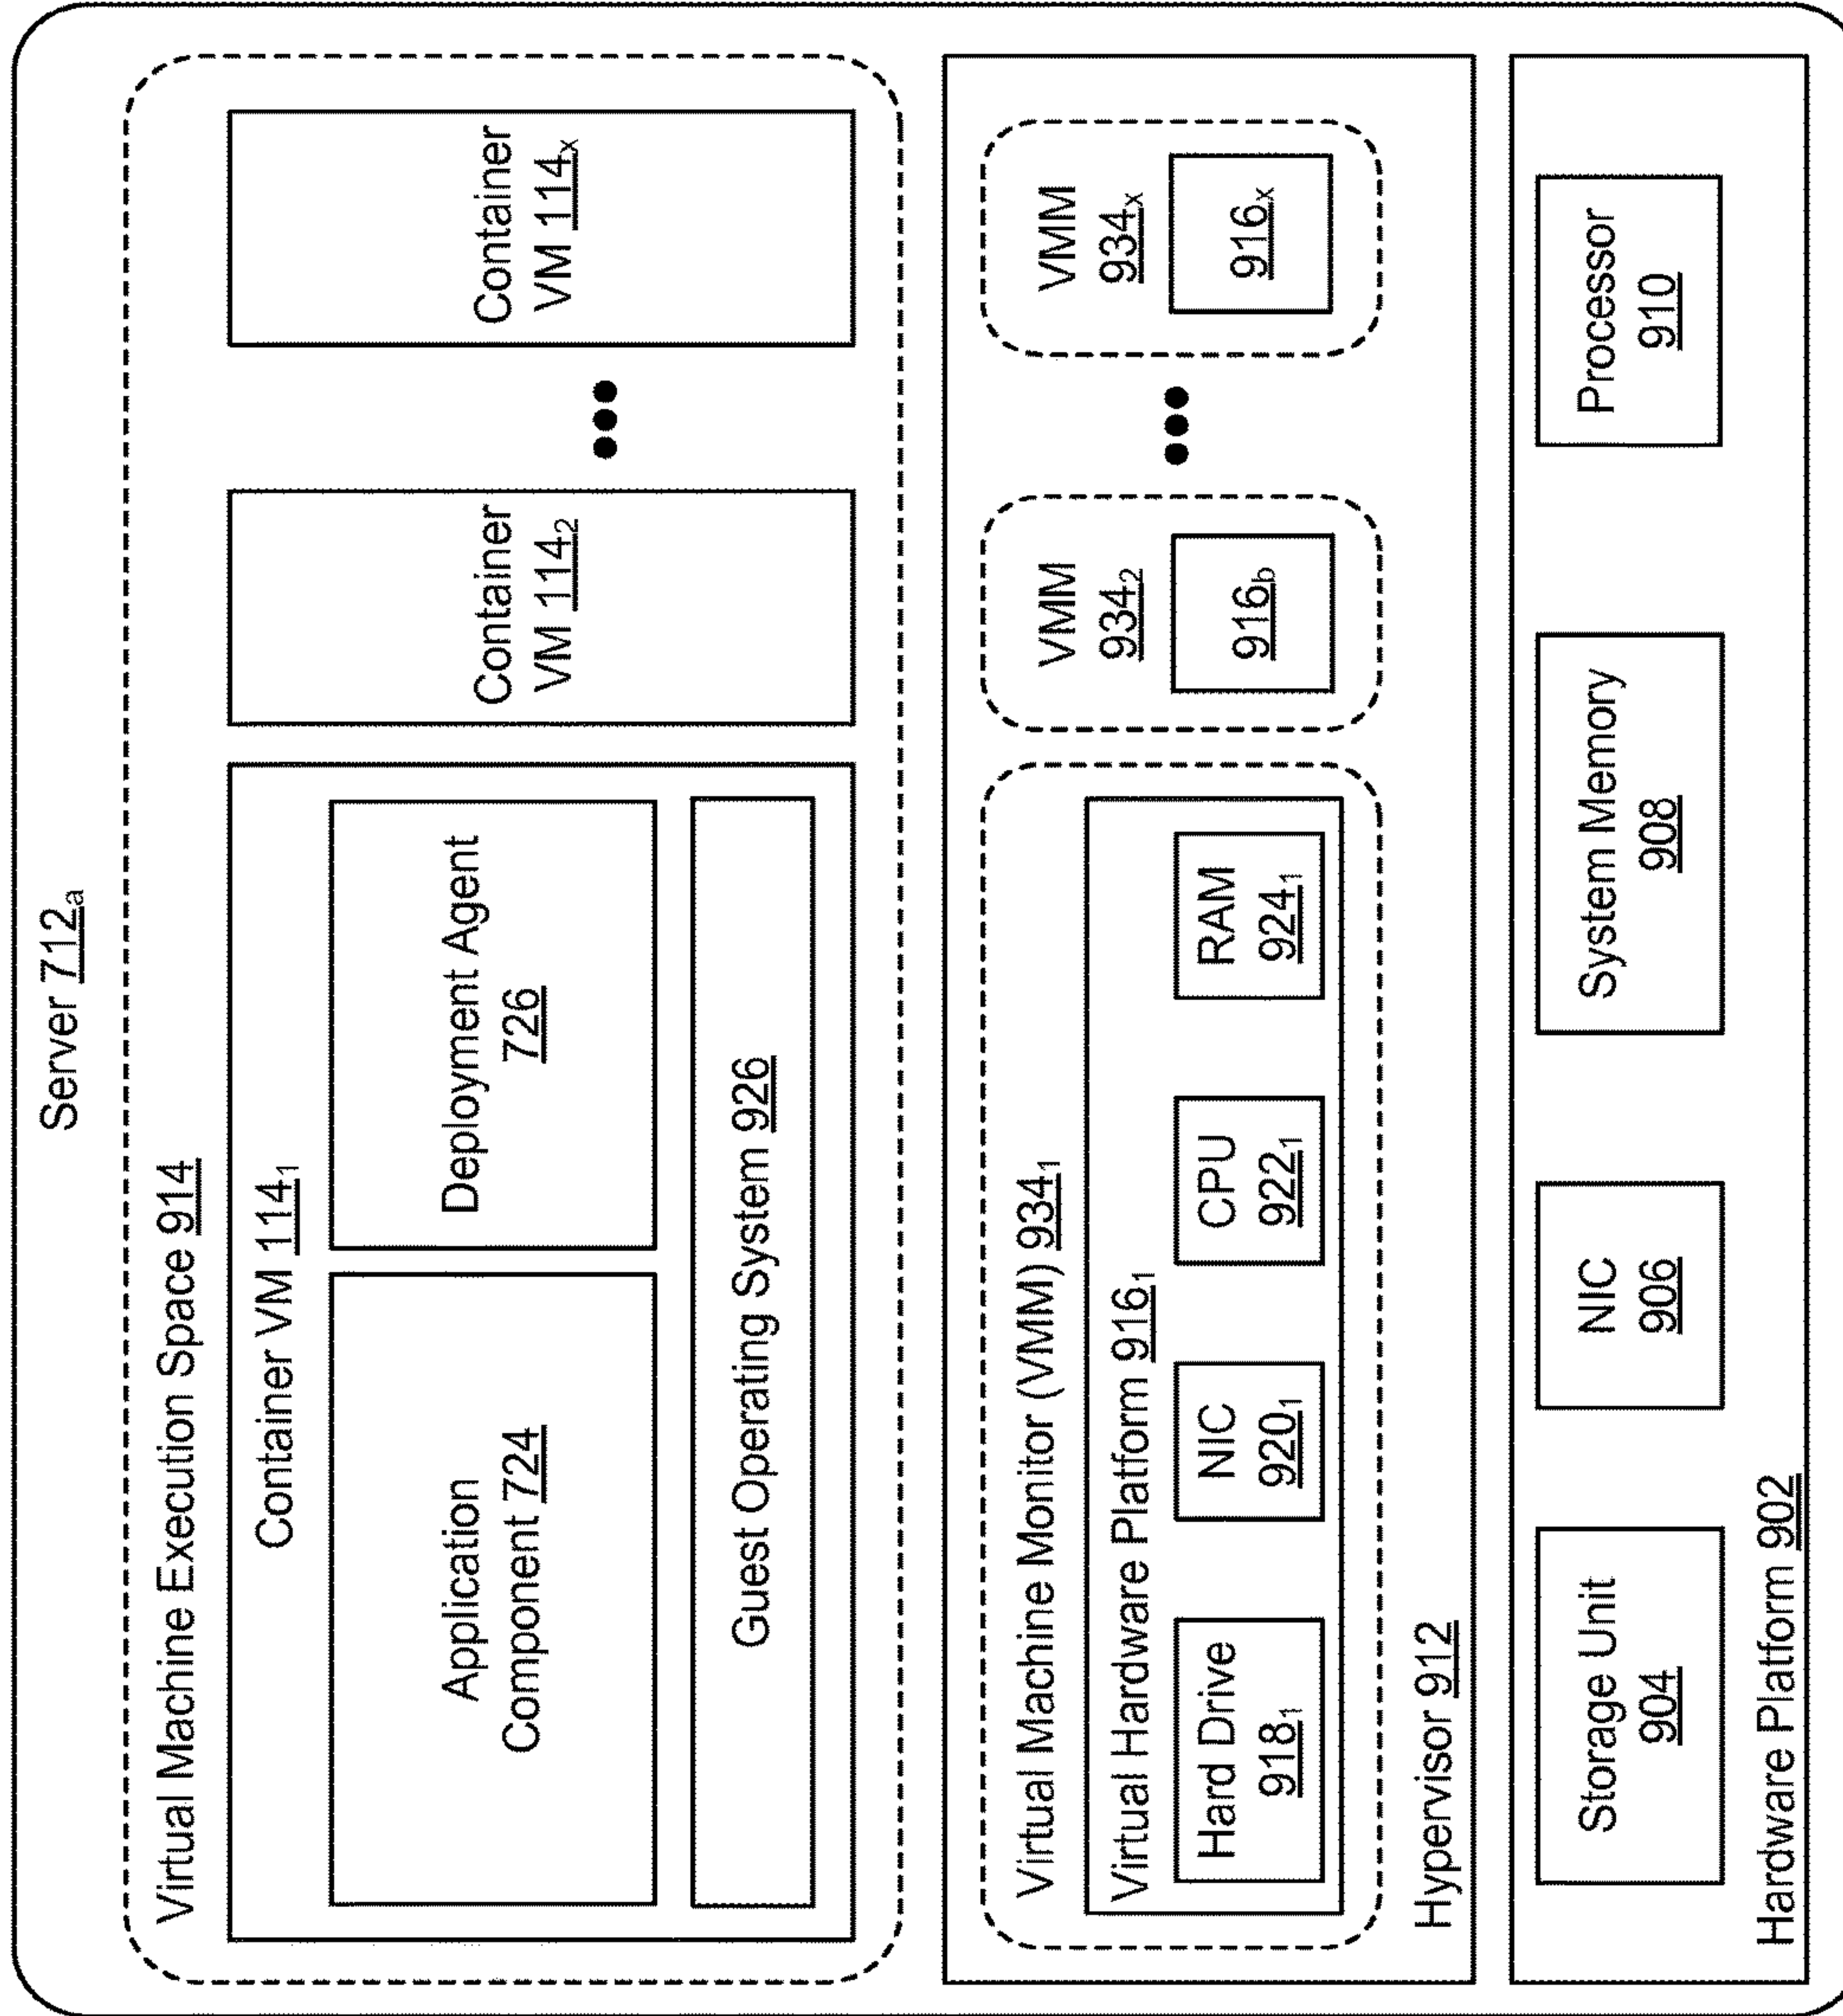 Server 712a
Virtual Machine Execution Space 914
Container VM 114₁
Application
Component 724
Deployment Agent
726
Guest Operating System 926
Container
VM 114₂
Container
VM 114ₓ
Virtual Machine Monitor (VMM) 934₁
Virtual Hardware Platform 916₁
Hard Drive
918₁
NIC
920₁
CPU
922₁
RAM
924₁
VMM
934₂
916b
VMM
934ₓ
916ₓ
Hypervisor 912
Storage Unit
904
NIC
906
System Memory
908
Processor
910
Hardware Platform 902